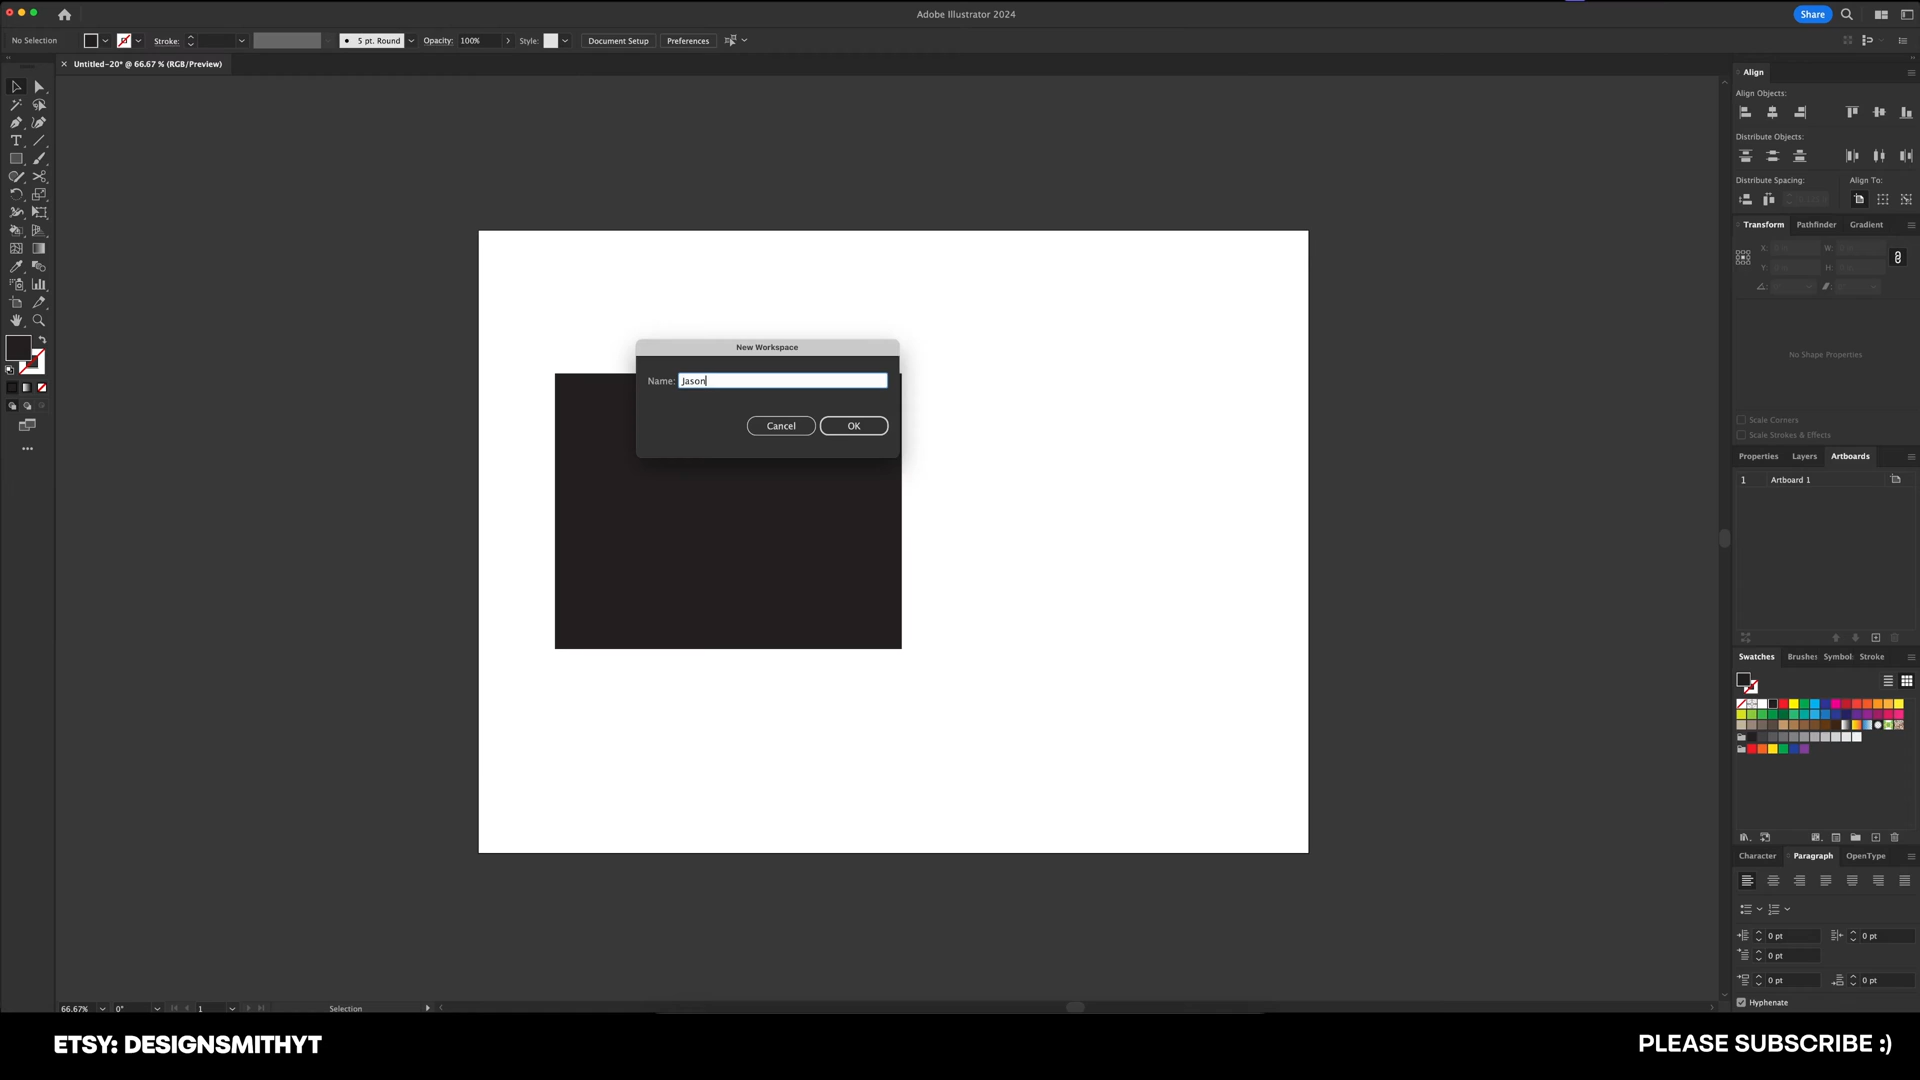 Adobe Illustrator 2024
Share
No Selection
Stroke:
5 pt. Round
Opacity: 100%
Style:
Document Setup
Preferences
Untitled-20* @ 66.67 % (RGB/Preview)
Align
Align Objects:
Distribute Objects:
Distribute Spacing:
Align To:
Transform
Pathfinder
Gradient
X:
W:
Y:
H:
No Shape Properties
New Workspace
Name: Jason
Cancel
OK
Scale Corners
Scale Strokes & Effects
Properties
Layers
Artboards
1 Artboard 1
Swatches
Brushes
Symbol
Stroke
Character
Paragraph
OpenType
0 pt
0 pt
0 pt
0 pt
0 pt
Hyphenate
66.67%
0°
1
Selection
ETSY: DESIGNSMITHYT
PLEASE SUBSCRIBE :)